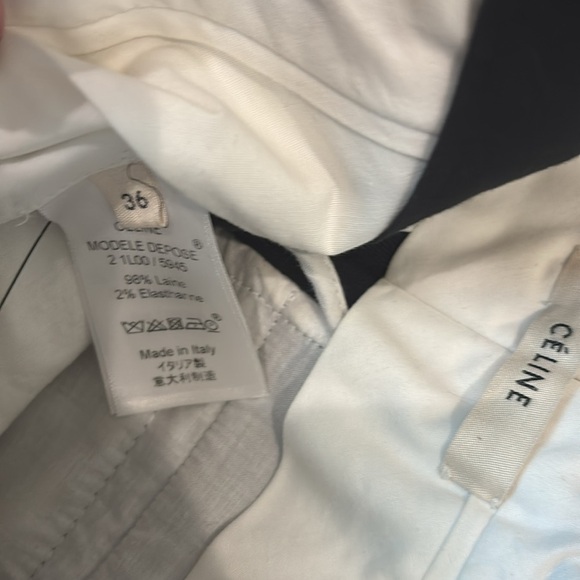 36
CELINE
MODELE DEPOSE®
2 1L00 / 5945
98% Laine
2% Elasthanne
Made in Italy
イタリア製
意大利制造
CÉLINE